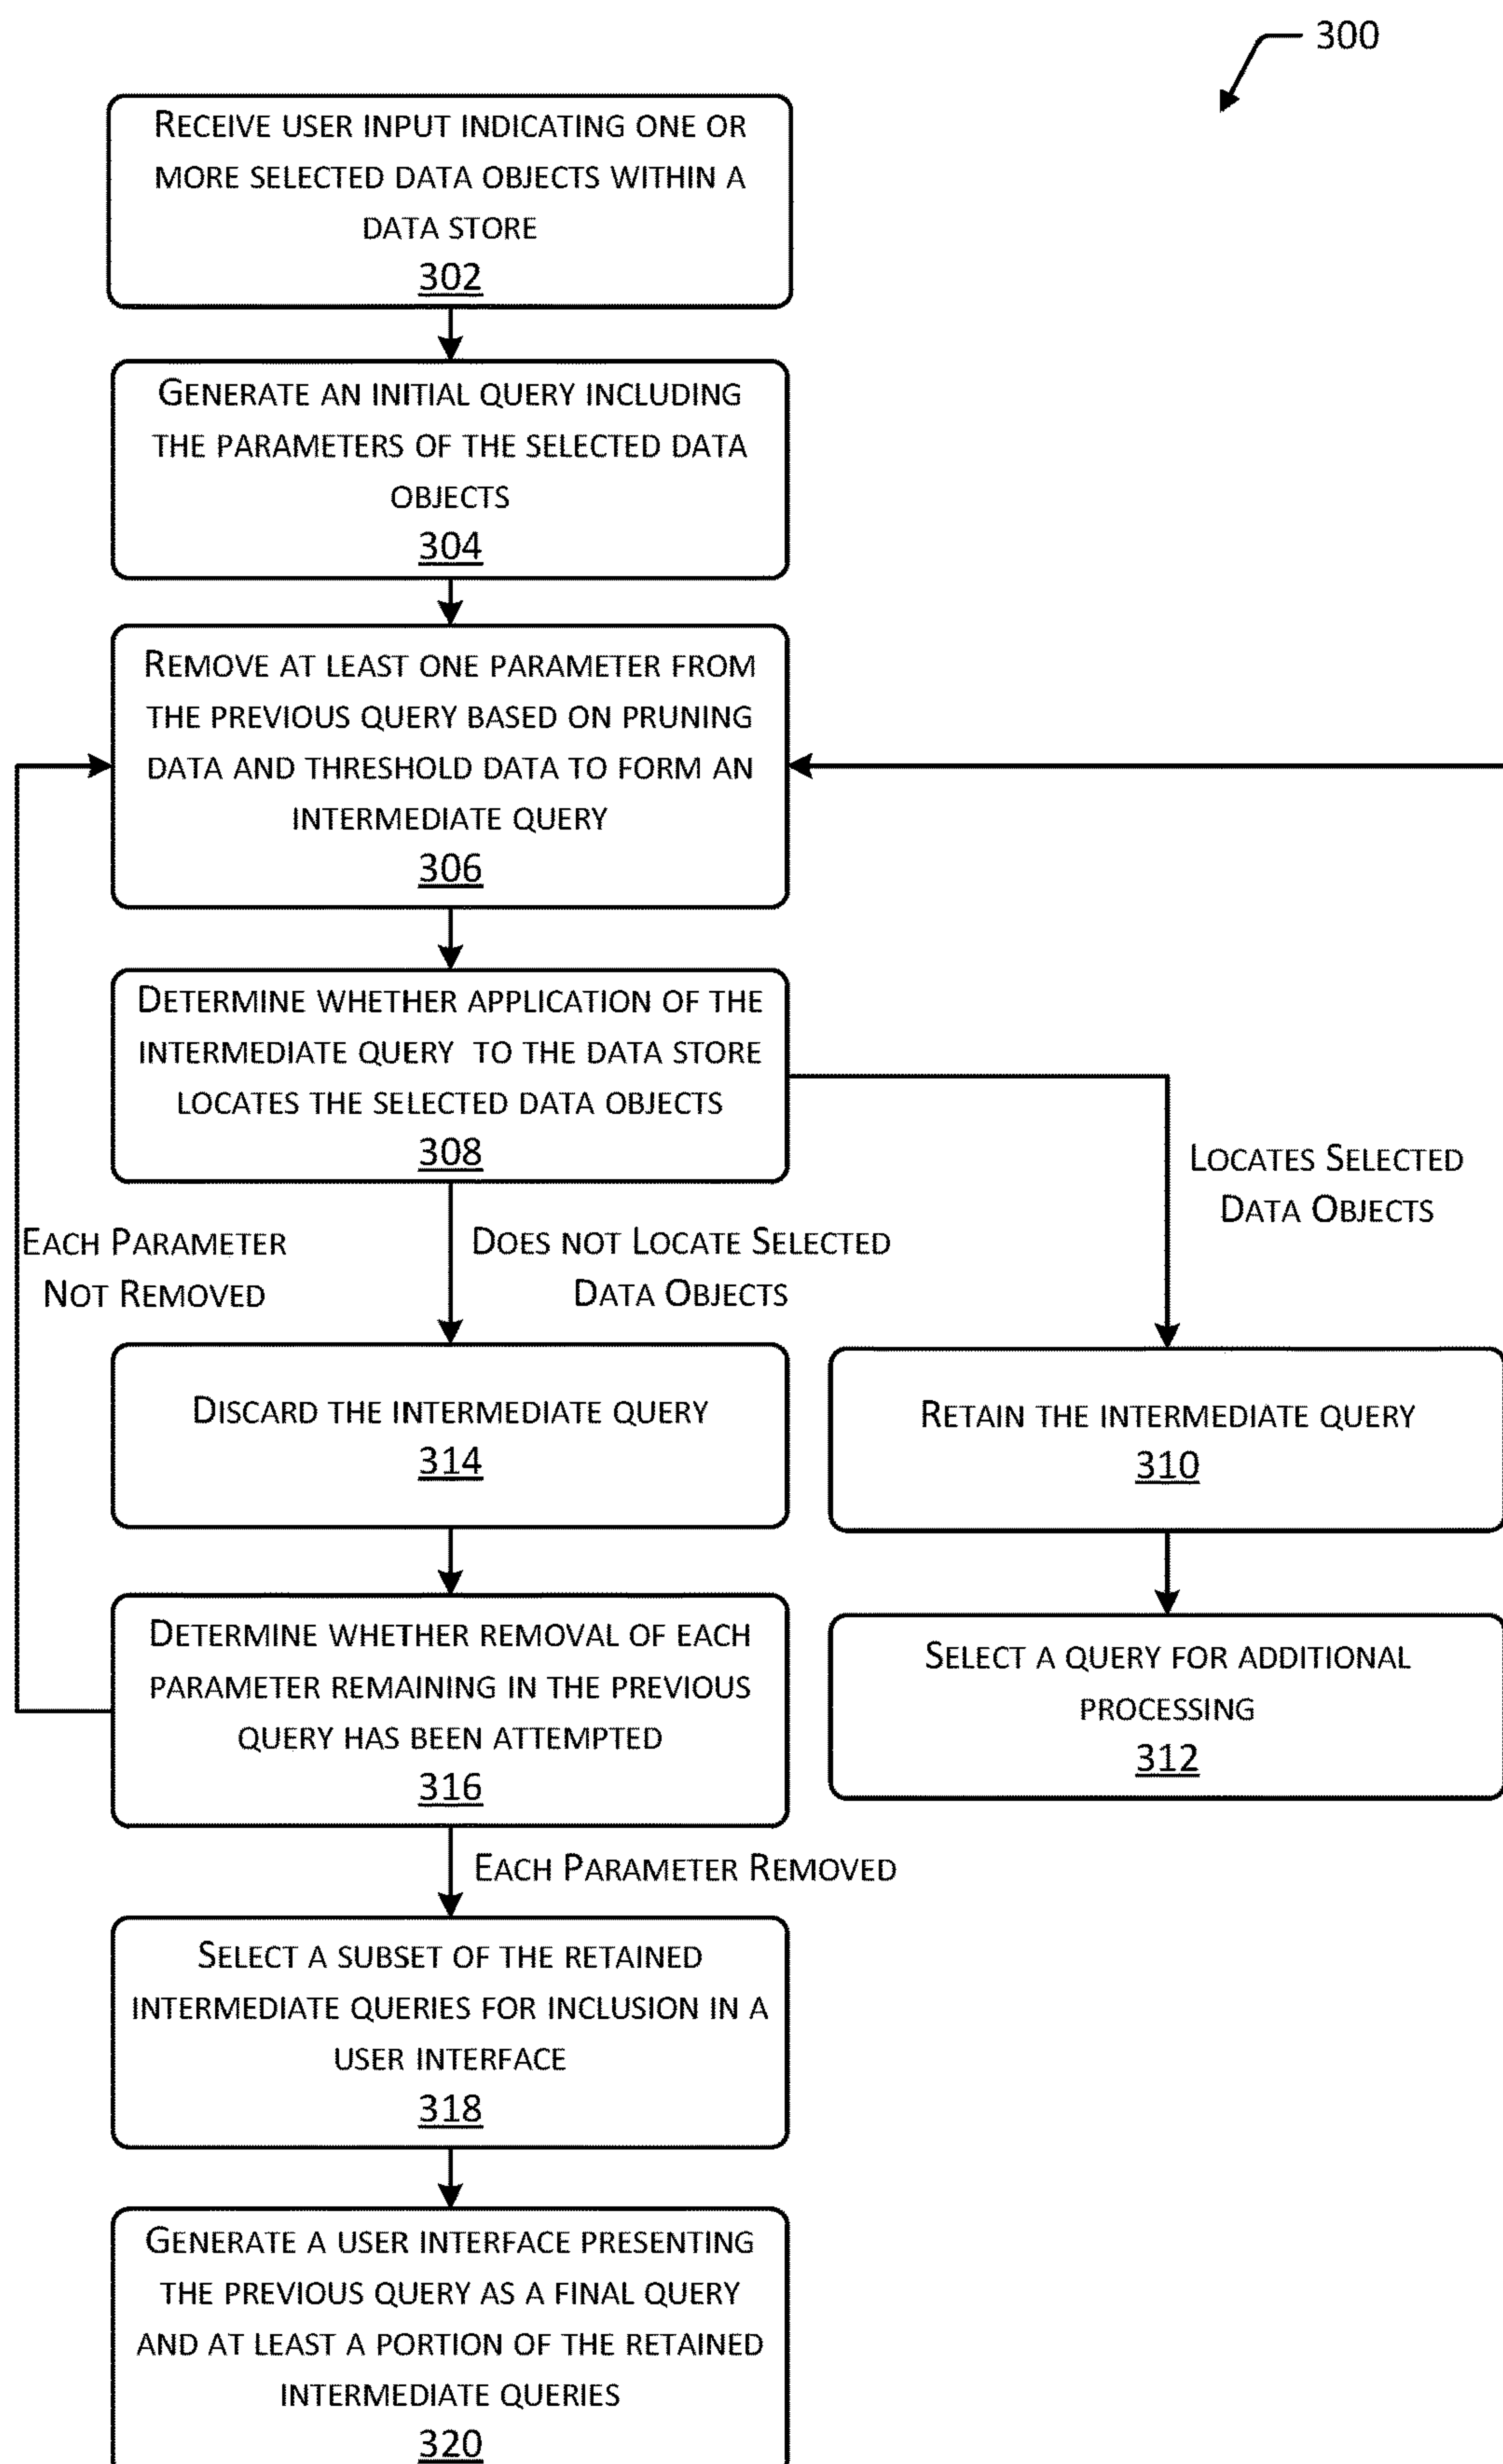 300
RECEIVE USER INPUT INDICATING ONE OR
MORE SELECTED DATA OBJECTS WITHIN A
DATA STORE
302
GENERATE AN INITIAL QUERY INCLUDING
THE PARAMETERS OF THE SELECTED DATA
OBJECTS
304
REMOVE AT LEAST ONE PARAMETER FROM
THE PREVIOUS QUERY BASED ON PRUNING
DATA AND THRESHOLD DATA TO FORM AN
INTERMEDIATE QUERY
306
DETERMINE WHETHER APPLICATION OF THE
INTERMEDIATE QUERY TO THE DATA STORE
LOCATES THE SELECTED DATA OBJECTS
308
LOCATES SELECTED
DATA OBJECTS
EACH PARAMETER
NOT REMOVED
DOES NOT LOCATE SELECTED
DATA OBJECTS
DISCARD THE INTERMEDIATE QUERY
314
RETAIN THE INTERMEDIATE QUERY
310
DETERMINE WHETHER REMOVAL OF EACH
PARAMETER REMAINING IN THE PREVIOUS
QUERY HAS BEEN ATTEMPTED
316
SELECT A QUERY FOR ADDITIONAL
PROCESSING
312
EACH PARAMETER REMOVED
SELECT A SUBSET OF THE RETAINED
INTERMEDIATE QUERIES FOR INCLUSION IN A
USER INTERFACE
318
GENERATE A USER INTERFACE PRESENTING
THE PREVIOUS QUERY AS A FINAL QUERY
AND AT LEAST A PORTION OF THE RETAINED
INTERMEDIATE QUERIES
320